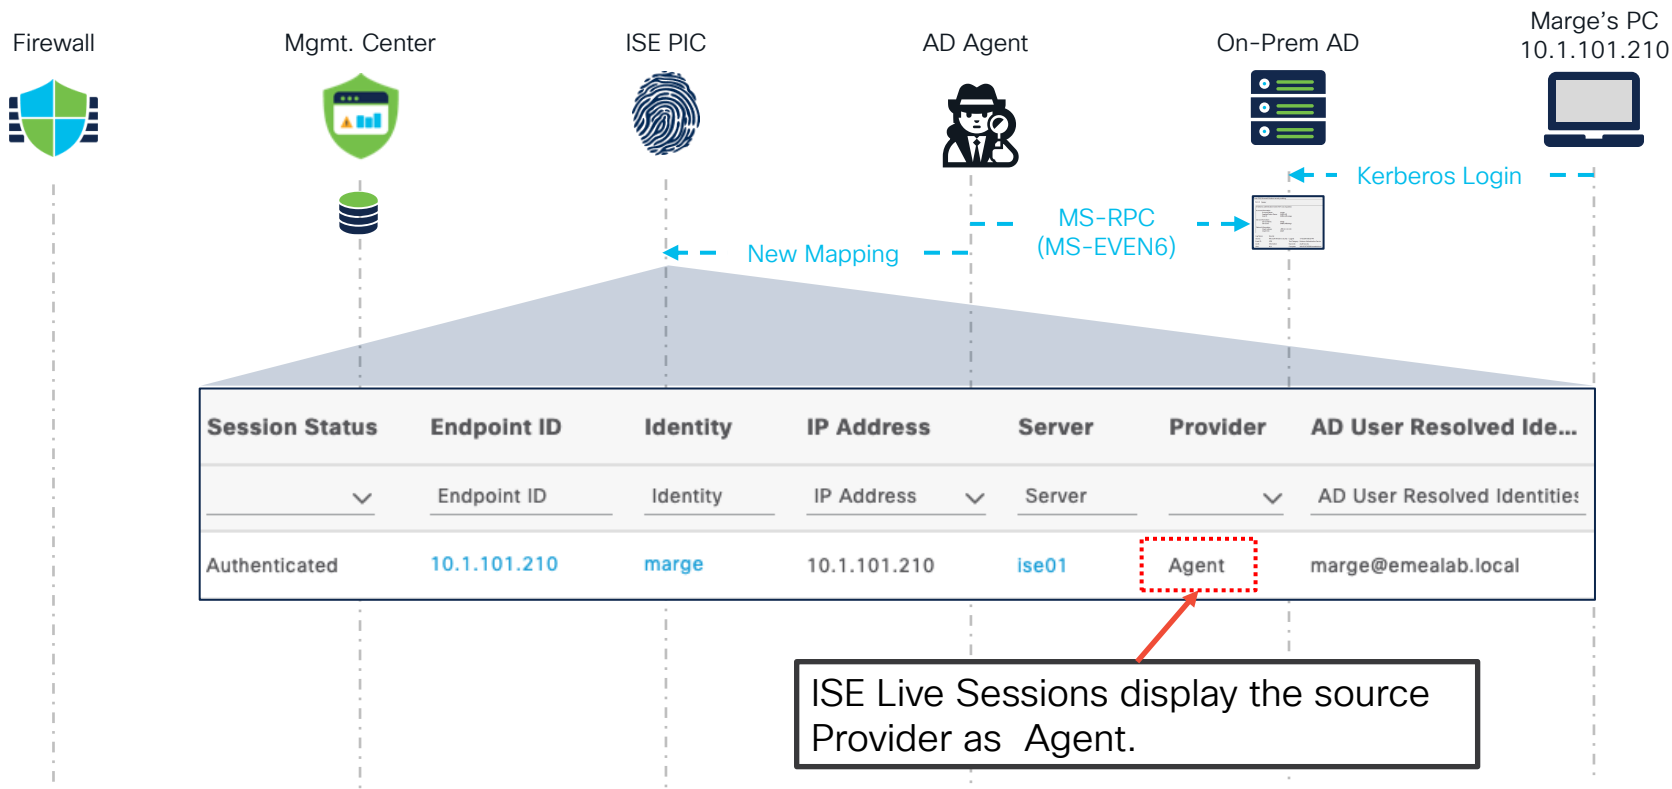 Firewall
Mgmt. Center
ISE PIC
AD Agent
On-Prem AD
Marge’s PC
10.1.101.210
Kerberos Login
MS-RPC
(MS-EVEN6)
New Mapping
Session Status Endpoint ID Identity IP Address Server Provider AD User Resolved Ide...
Endpoint ID Identity IP Address Server AD User Resolved Identities
Authenticated 10.1.101.210 marge 10.1.101.210 ise01 Agent marge@emealab.local
ISE Live Sessions display the source
Provider as Agent.